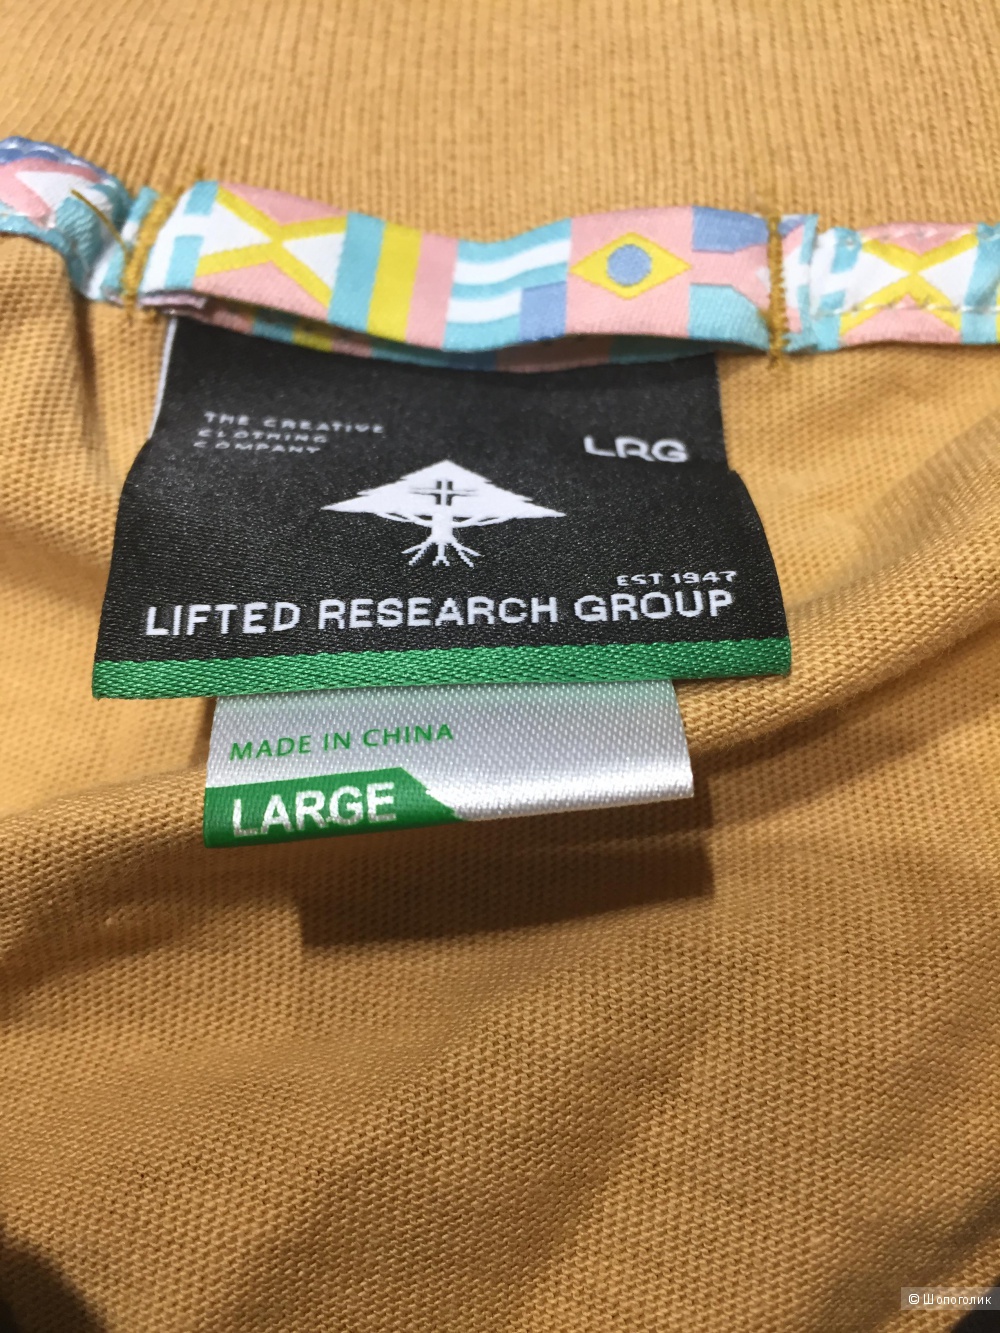 THE CREATIVE
CLOTHING
COMPANY
LRG
EST 1947
LIFTED RESEARCH GROUP
MADE IN CHINA
LARGE
© Шопоголик